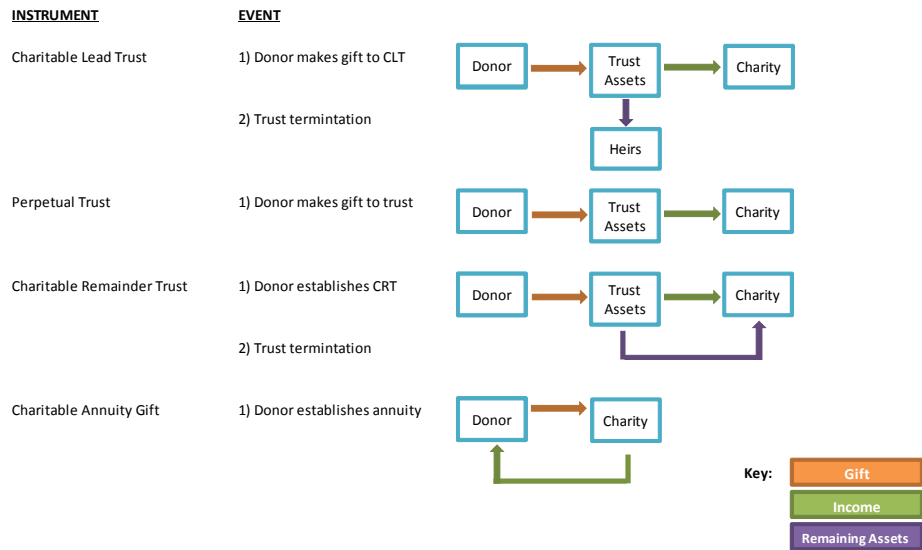 INSTRUMENT EVENT
Charitable Lead Trust 1) Donor makes gift to CLT Donor Trust Assets Charity
2) Trust termintation Heirs
Perpetual Trust 1) Donor makes gift to trust Donor Trust Assets Charity
Charitable Remainder Trust 1) Donor establishes CRT Donor Trust Assets Charity
2) Trust termintation
Charitable Annuity Gift 1) Donor establishes annuity Donor Charity
Key: Gift
Income
Remaining Assets